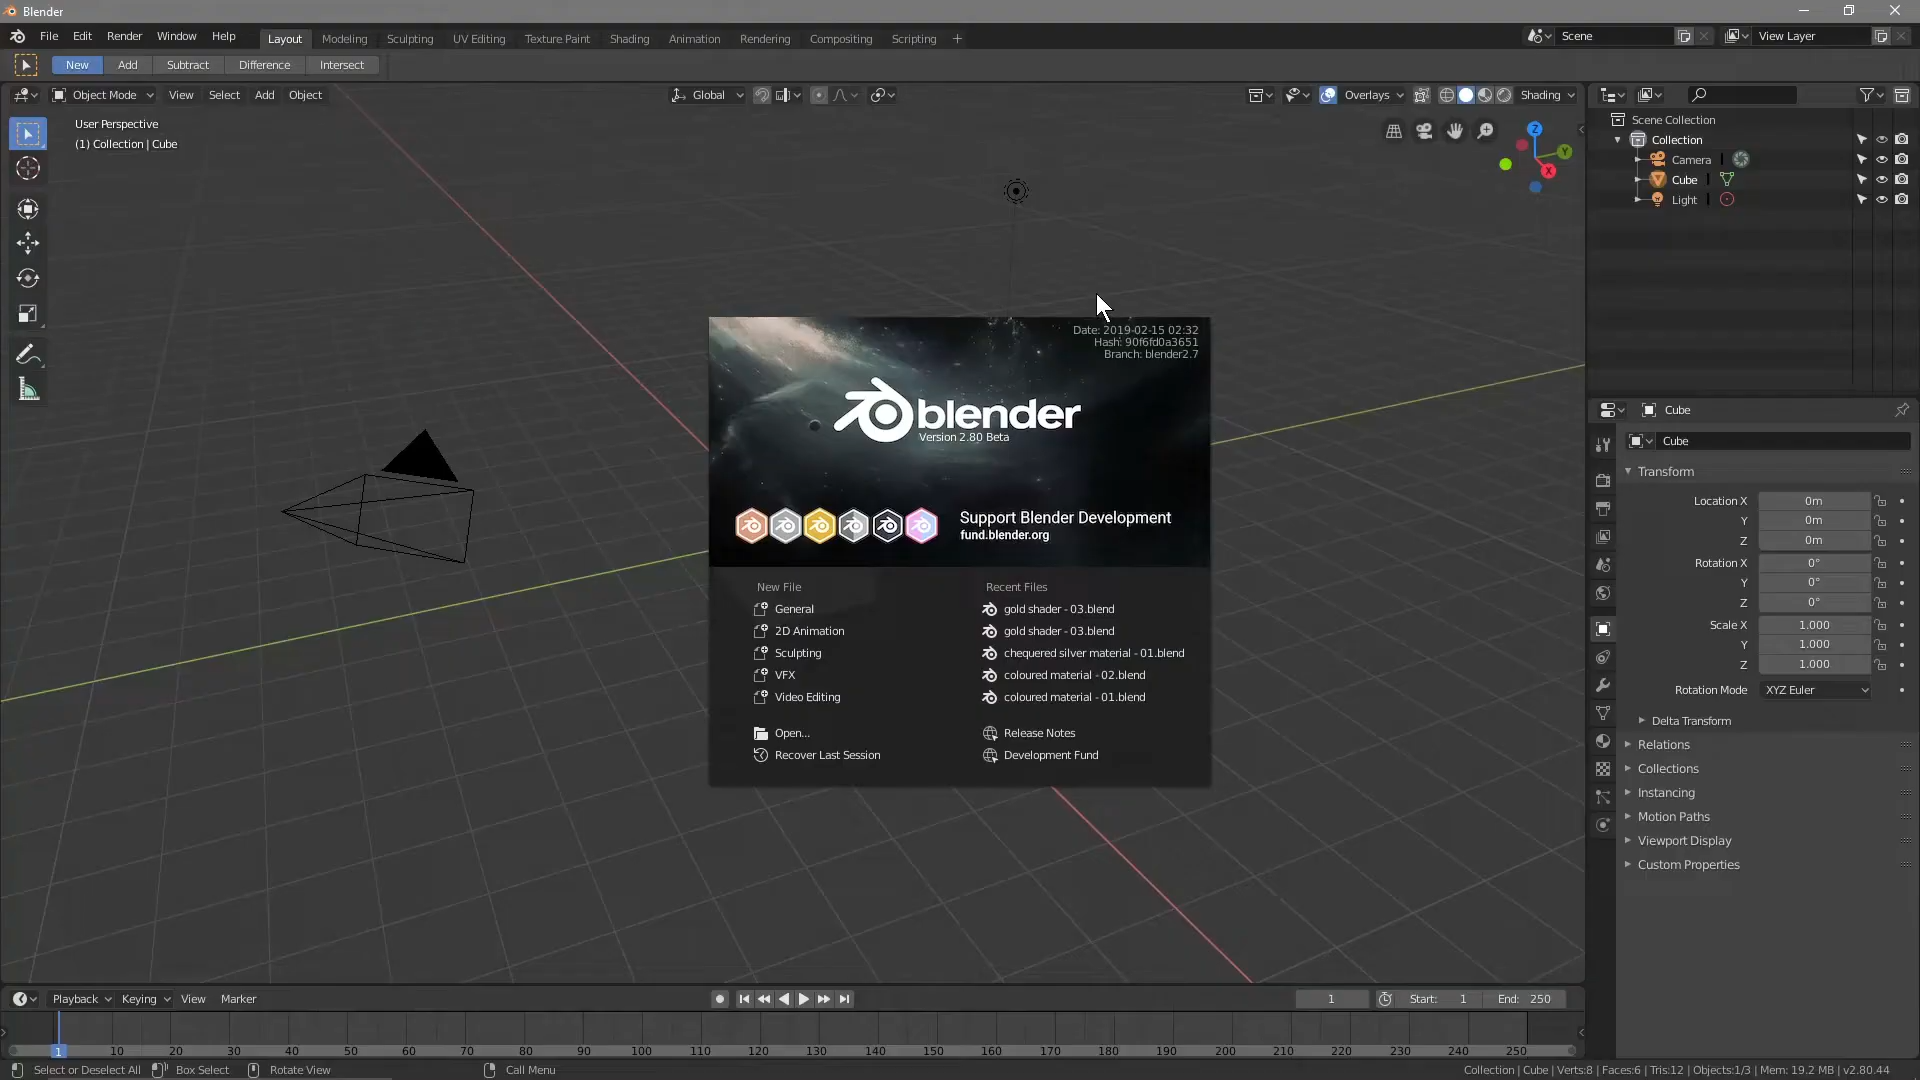 Blender
File Edit Render Window Help Layout Modeling Sculpting UV Editing Texture Paint Shading Animation Rendering Compositing Scripting + Scene View Layer
New Add Subtract Difference Intersect
Object Mode View Select Add Object Global Overlays Shading
User Perspective
(1) Collection | Cube
Z
Y
X
Scene Collection
Collection
Camera
Cube
Light
Date: 2019-02-15 02:32
Hash: 90f6fd0a3651
Branch: blender2.7
blender
Version 2.80 Beta
Support Blender Development
fund.blender.org
New File
General
2D Animation
Sculpting
VFX
Video Editing
Open...
Recover Last Session
Recent Files
gold shader - 03.blend
gold shader - 03.blend
chequered silver material - 01.blend
coloured material - 02.blend
coloured material - 01.blend
Release Notes
Development Fund
Cube
Cube
Transform
Location X 0m
Y 0m
Z 0m
Rotation X 0°
Y 0°
Z 0°
Scale X 1.000
Y 1.000
Z 1.000
Rotation Mode XYZ Euler
Delta Transform
Relations
Collections
Instancing
Motion Paths
Viewport Display
Custom Properties
Playback Keying View Marker 1 Start: 1 End: 250
1 10 20 30 40 50 60 70 80 90 100 110 120 130 140 150 160 170 180 190 200 210 220 230 240 250
Select or Deselect All Box Select Rotate View Call Menu Collection | Cube | Verts:8 | Faces:6 | Tris:12 | Objects:1/3 | Mem: 19.2 MB | v2.80.44